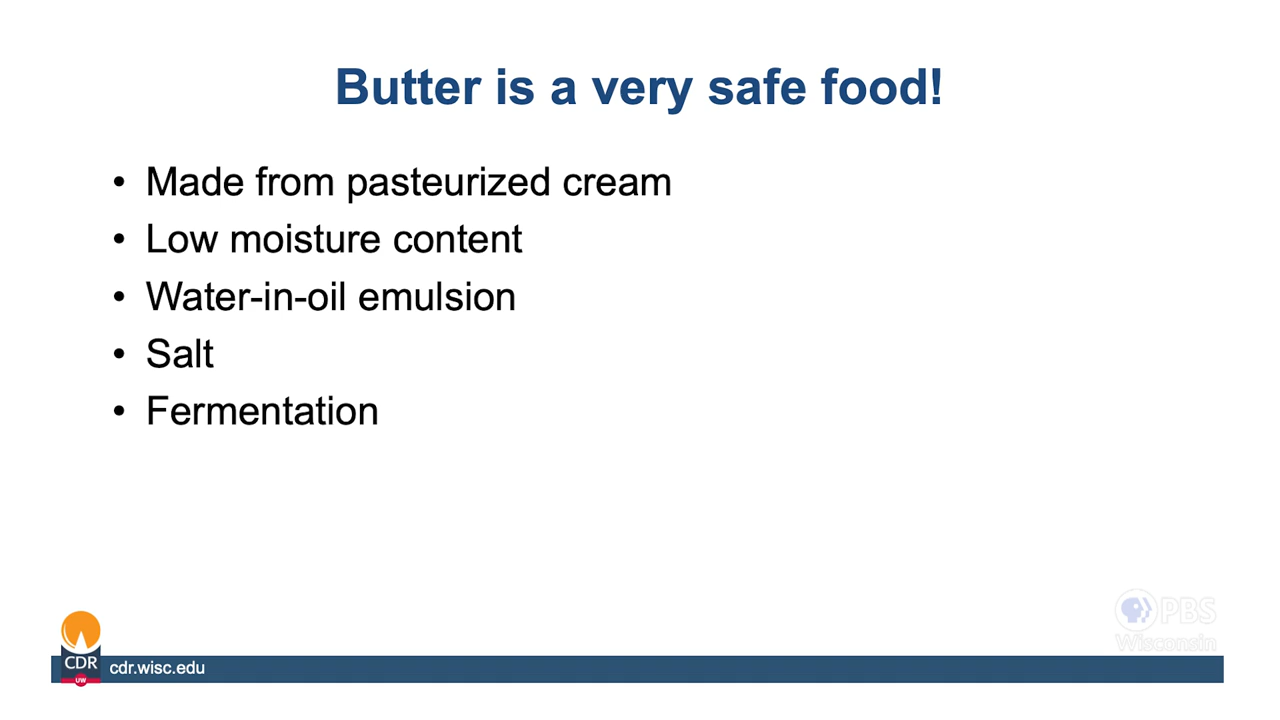 Butter is a very safe food!
• Made from pasteurized cream
• Low moisture content
• Water-in-oil emulsion
• Salt
• Fermentation
PBS
Wisconsin
CDR
cdr.wisc.edu
UW